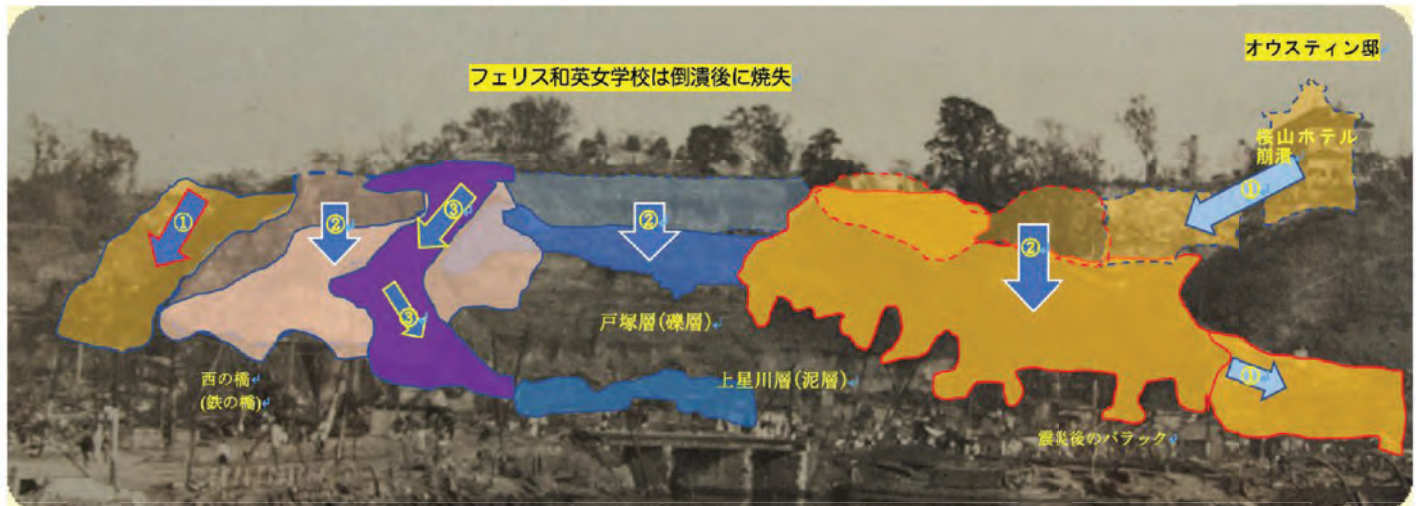 オウスティン邸
フェリス和英女学校は倒潰後に焼失
桜山ホテル
崩潰
①
①
②
③
②
②
③
戸塚層(礫層)
上星川層(泥層)
①
西の橋
(鉄の橋)
震災後のバラック